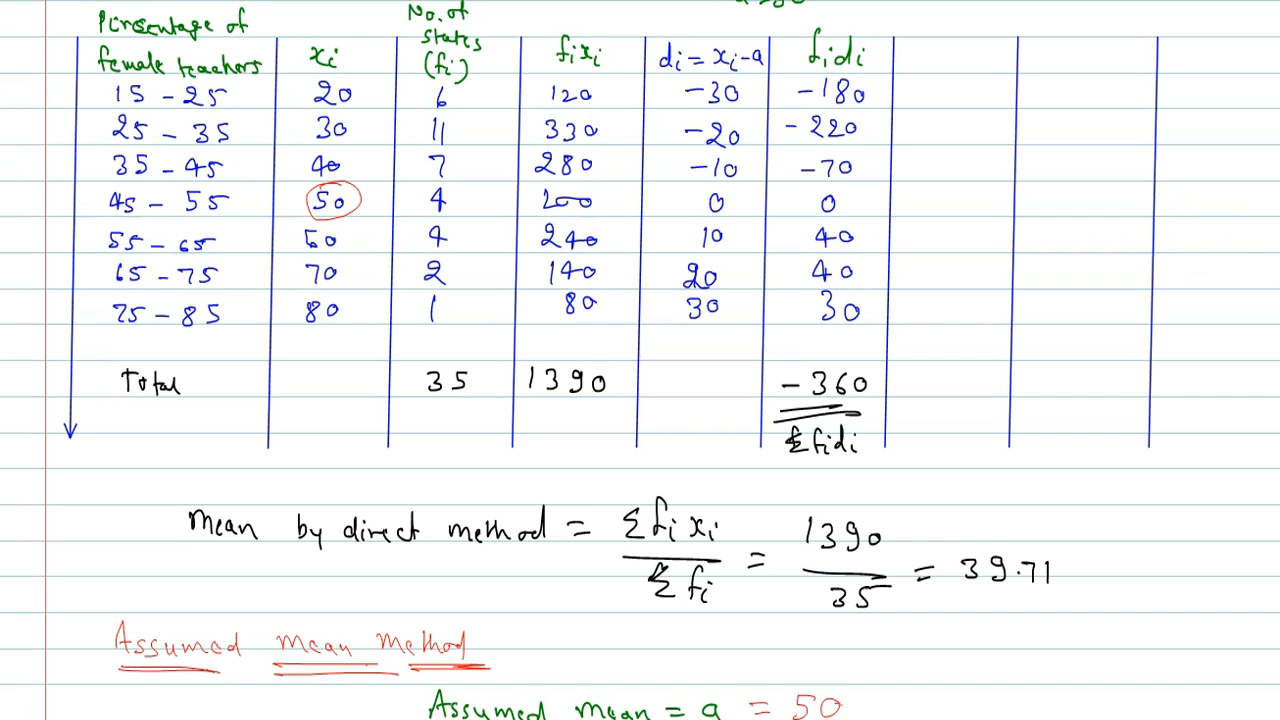 Percentage of female teachers | xi | No. of states (fi) | fixi | di = xi - a | fidi
15 - 25 | 20 | 6 | 120 | -30 | -180
25 - 35 | 30 | 11 | 330 | -20 | -220
35 - 45 | 40 | 7 | 280 | -10 | -70
45 - 55 | 50 | 4 | 200 | 0 | 0
55 - 65 | 60 | 4 | 240 | 10 | 40
65 - 75 | 70 | 2 | 140 | 20 | 40
75 - 85 | 80 | 1 | 80 | 30 | 30
Total | 35 | 1390 | -360
Σfidi
Mean by direct method = Σfixi / Σfi = 1390 / 35 = 39.71
Assumed mean method
Assumed mean = a = 50